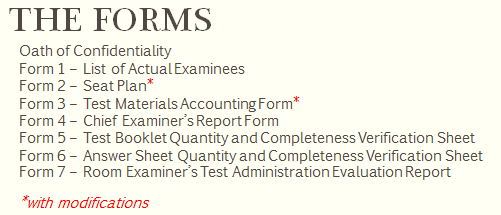 THE FORMS
Oath of Confidentiality
Form 1 – List of Actual Examinees
Form 2 – Seat Plan*
Form 3 – Test Materials Accounting Form*
Form 4 – Chief Examiner's Report Form
Form 5 – Test Booklet Quantity and Completeness Verification Sheet
Form 6 – Answer Sheet Quantity and Completeness Verification Sheet
Form 7 – Room Examiner's Test Administration Evaluation Report
*with modifications